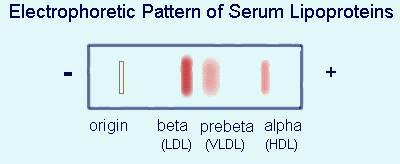 Electrophoretic Pattern of Serum Lipoproteins
- +
origin beta prebeta alpha
(LDL) (VLDL) (HDL)